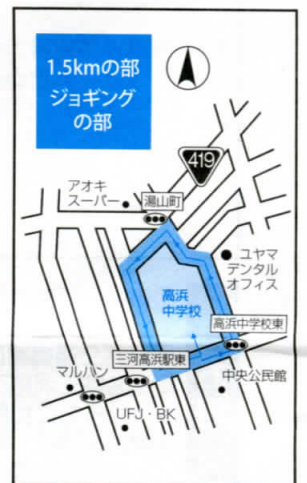 1.5kmの部
ジョギング
の部
419
アオキ
スーパー
湯山町
ユヤマ
デンタル
オフィス
高浜
中学校
高浜中学校東
三河高浜駅東
マルハン
中央公民館
UFJ・BK